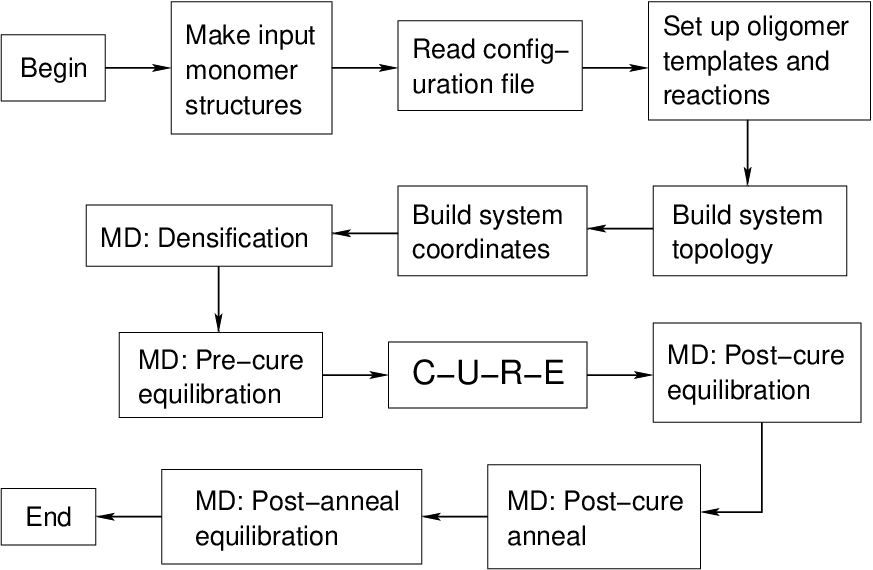 Begin
Make input
monomer
structures
Read config–
uration file
Set up oligomer
templates and
reactions
Build system
topology
Build system
coordinates
MD: Densification
MD: Pre–cure
equilibration
C–U–R–E
MD: Post–cure
equilibration
MD: Post–cure
anneal
MD: Post–anneal
equilibration
End